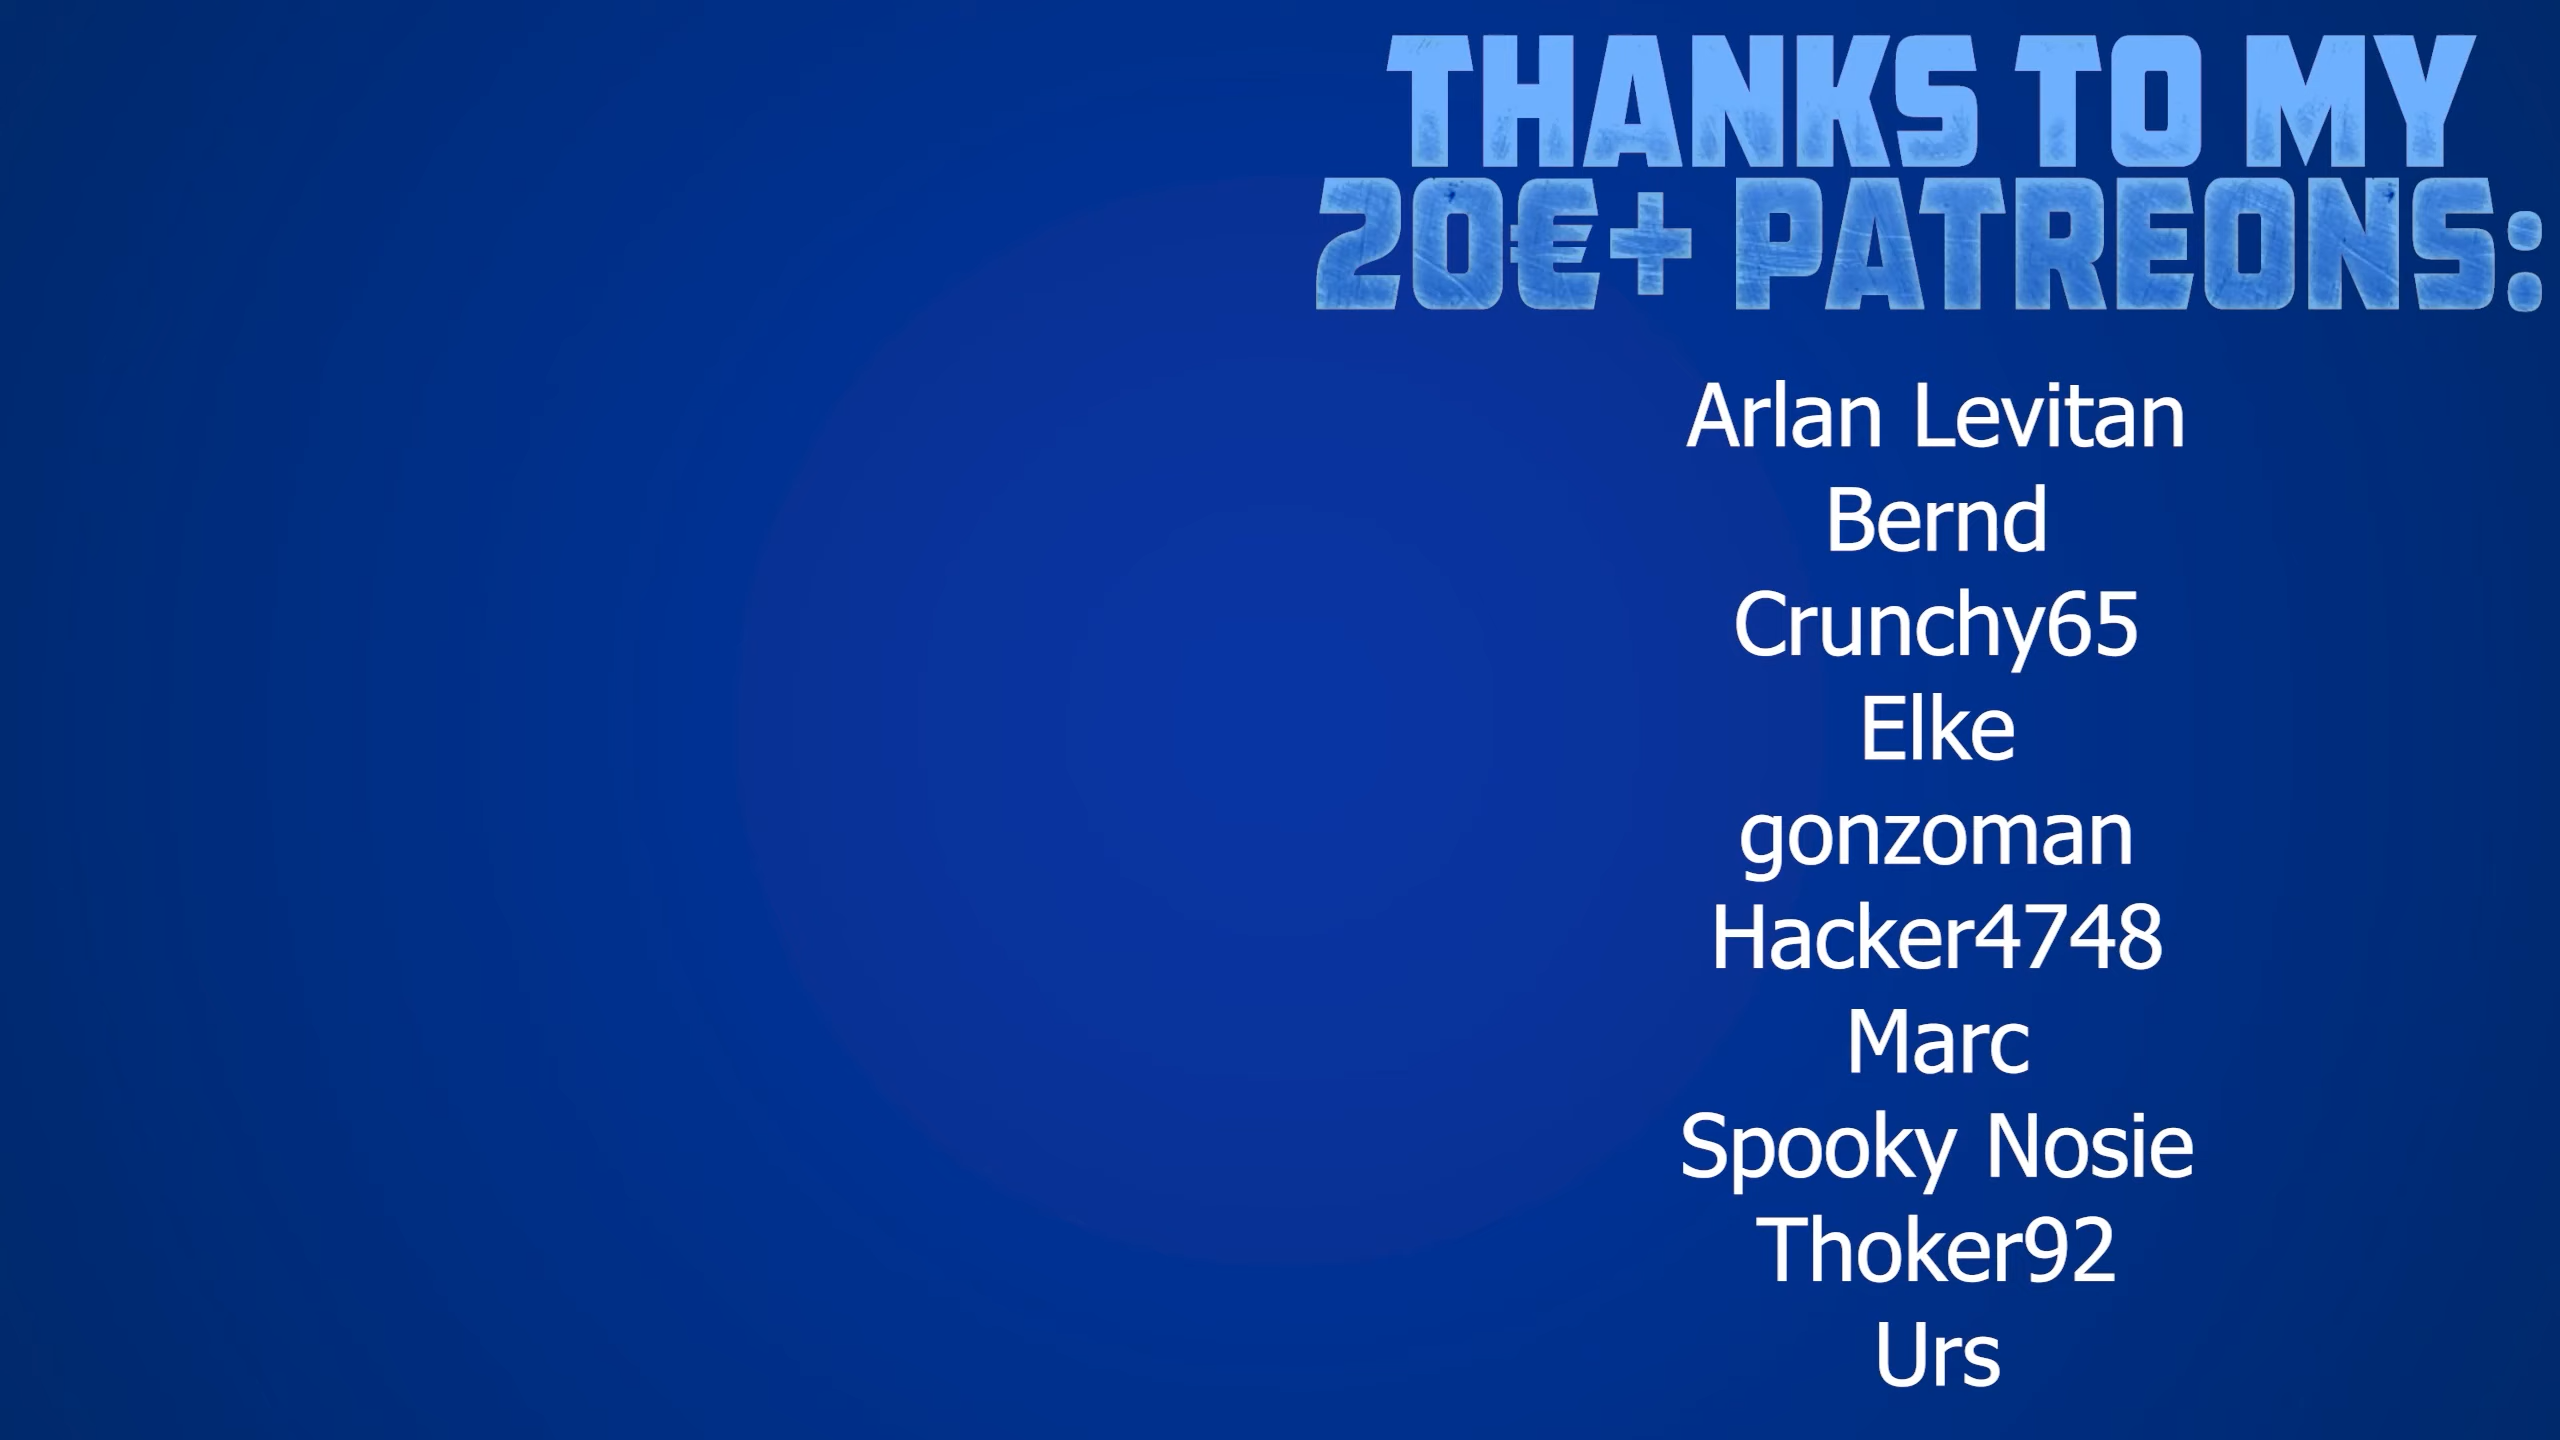 THANKS TO MY
20€+ PATREONS:
Arlan Levitan
Bernd
Crunchy65
Elke
gonzoman
Hacker4748
Marc
Spooky Nosie
Thoker92
Urs